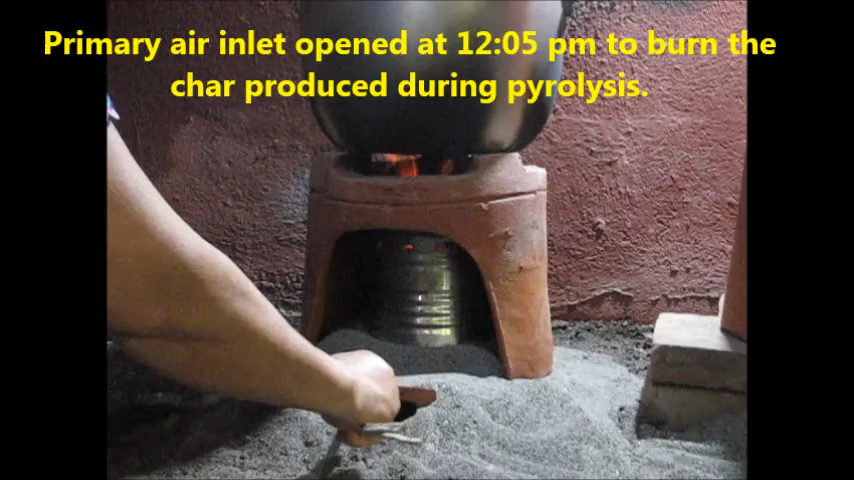 Primary air inlet opened at 12:05 pm to burn the
char produced during pyrolysis.